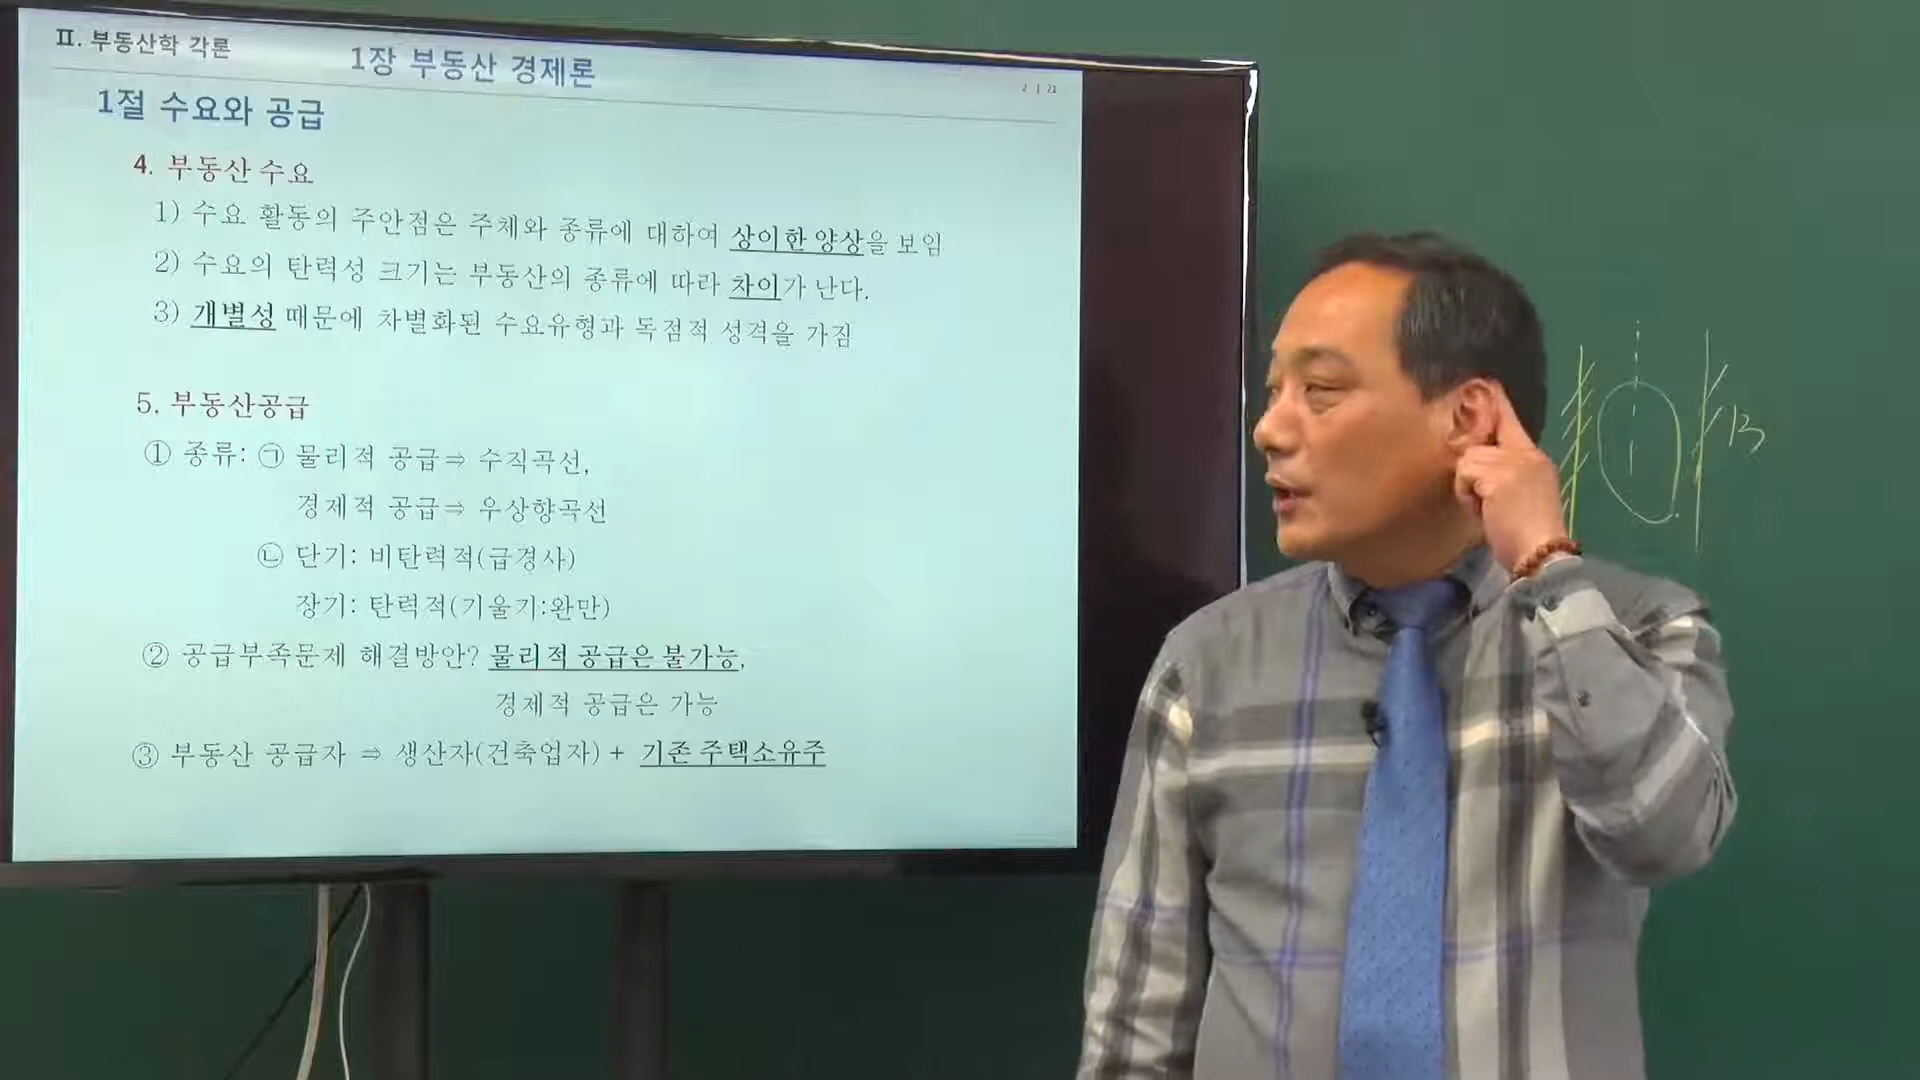 Ⅱ. 부동산학 각론
1장 부동산 경제론
2 | 21
1절 수요와 공급
4. 부동산 수요
1) 수요 활동의 주안점은 주체와 종류에 대하여 상이한 양상을 보임
2) 수요의 탄력성 크기는 부동산의 종류에 따라 차이가 난다.
3) 개별성 때문에 차별화된 수요유형과 독점적 성격을 가짐
5. 부동산공급
① 종류: ㉠ 물리적 공급⇒ 수직곡선,
경제적 공급⇒ 우상향곡선
㉡ 단기: 비탄력적(급경사)
장기: 탄력적(기울기:완만)
② 공급부족문제 해결방안? 물리적 공급은 불가능,
경제적 공급은 가능
③ 부동산 공급자 ⇒ 생산자(건축업자) + 기존 주택소유주